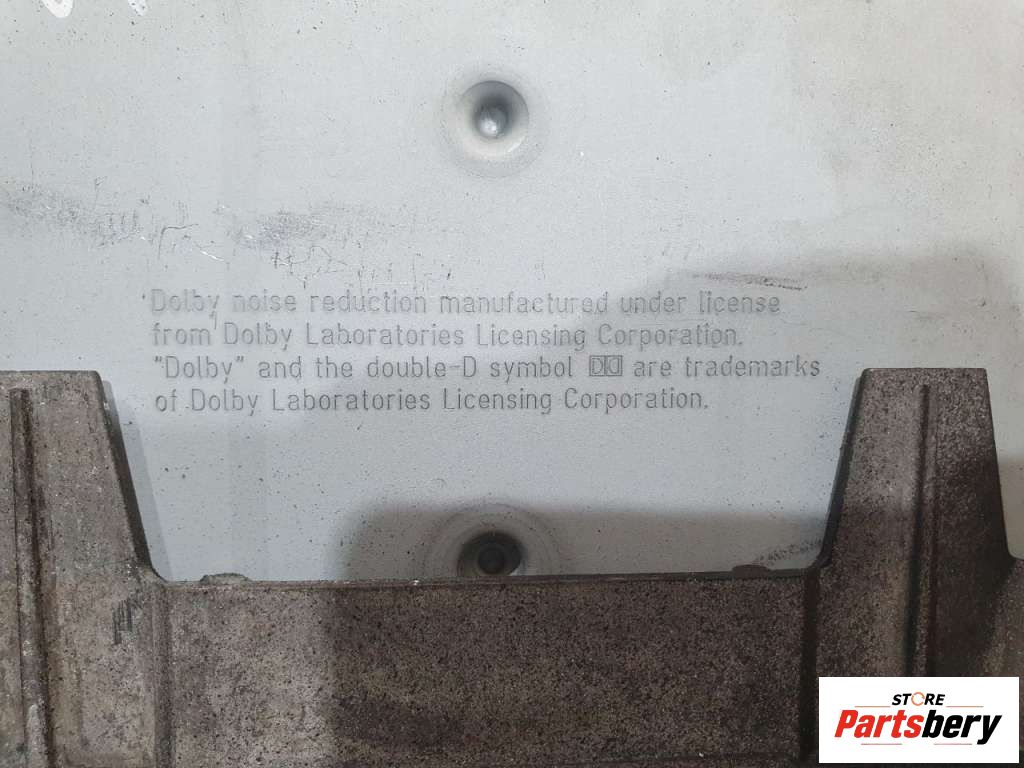 Dolby noise reduction manufactured under license
from Dolby Laboratories Licensing Corporation.
"Dolby" and the double-D symbol are trademarks
of Dolby Laboratories Licensing Corporation.
STORE
Partsbery